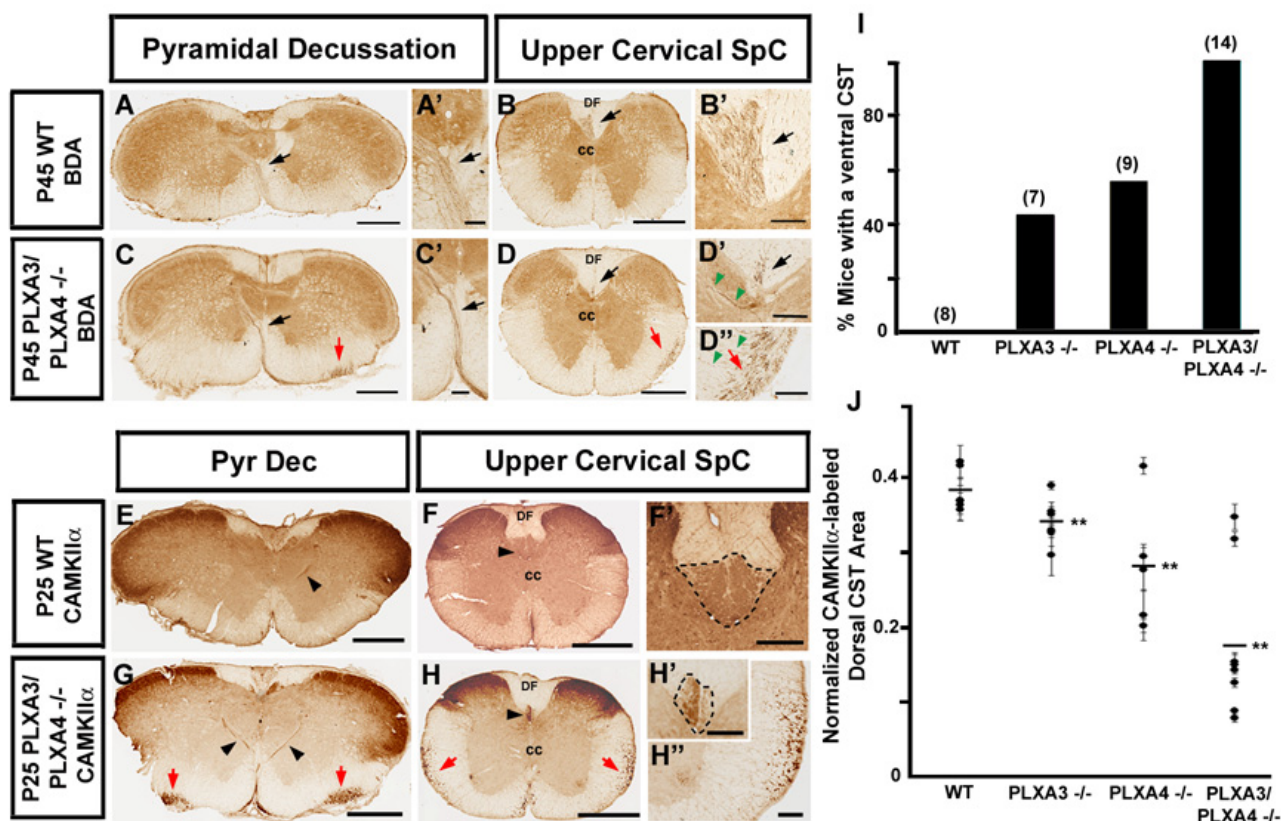 Pyramidal Decussation
Upper Cervical SpC
P45 WT
BDA
A
A'
B
DF
cc
B'
P45 PLXA3/
PLXA4 -/-
BDA
C
C'
D
DF
cc
D'
D"
Pyr Dec
Upper Cervical SpC
P25 WT
CAMKIIα
E
F
DF
cc
F'
P25 PLXA3/
PLXA4 -/-
CAMKIIα
G
H
DF
cc
H'
H"
I
% Mice with a ventral CST
80
40
0
(8)
(7)
(9)
(14)
WT
PLXA3 -/-
PLXA4 -/-
PLXA3/
PLXA4 -/-
J
Normalized CAMKIIα-labeled
Dorsal CST Area
0.4
0.2
0
**
**
**
WT
PLXA3 -/-
PLXA4 -/-
PLXA3/
PLXA4 -/-